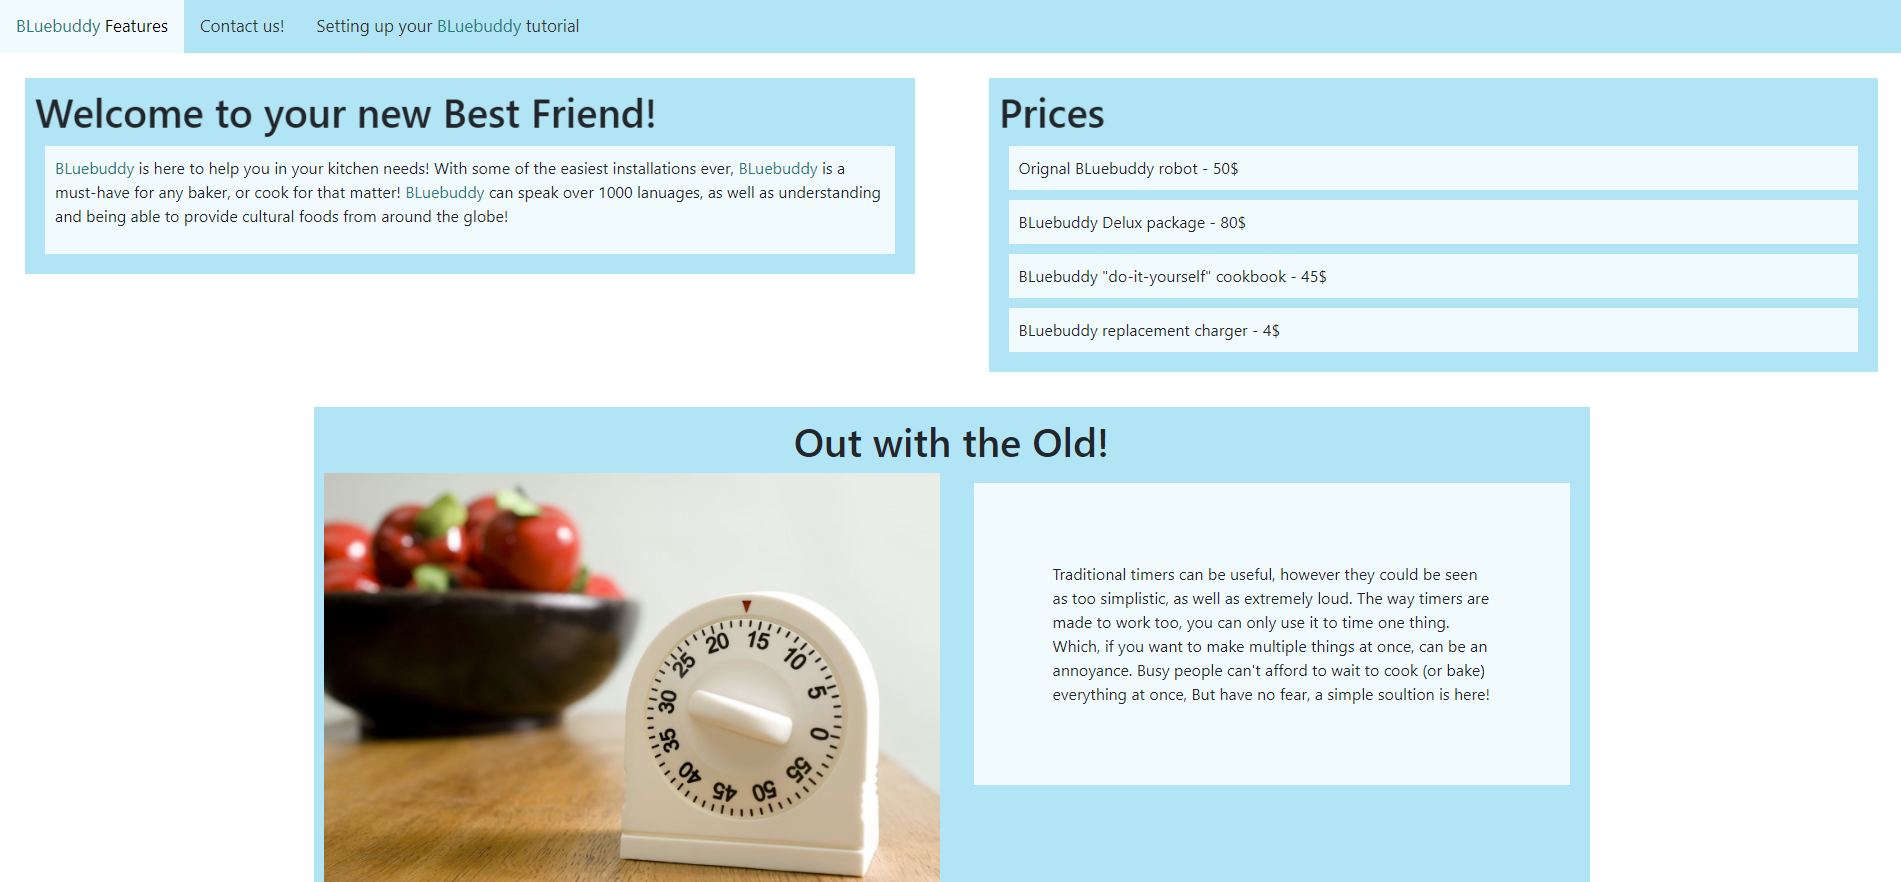 BLuebuddy Features
Contact us!
Setting up your BLuebuddy tutorial
Welcome to your new Best Friend!
BLuebuddy is here to help you in your kitchen needs! With some of the easiest installations ever, BLuebuddy is a
must-have for any baker, or cook for that matter! BLuebuddy can speak over 1000 lanuages, as well as understanding
and being able to provide cultural foods from around the globe!
Prices
Orignal BLuebuddy robot - 50$
BLuebuddy Delux package - 80$
BLuebuddy "do-it-yourself" cookbook - 45$
BLuebuddy replacement charger - 4$
Out with the Old!
20 15 10 5 0 55 50 45 40 35 30 25
Traditional timers can be useful, however they could be seen
as too simplistic, as well as extremely loud. The way timers are
made to work too, you can only use it to time one thing.
Which, if you want to make multiple things at once, can be an
annoyance. Busy people can't afford to wait to cook (or bake)
everything at once, But have no fear, a simple soultion is here!